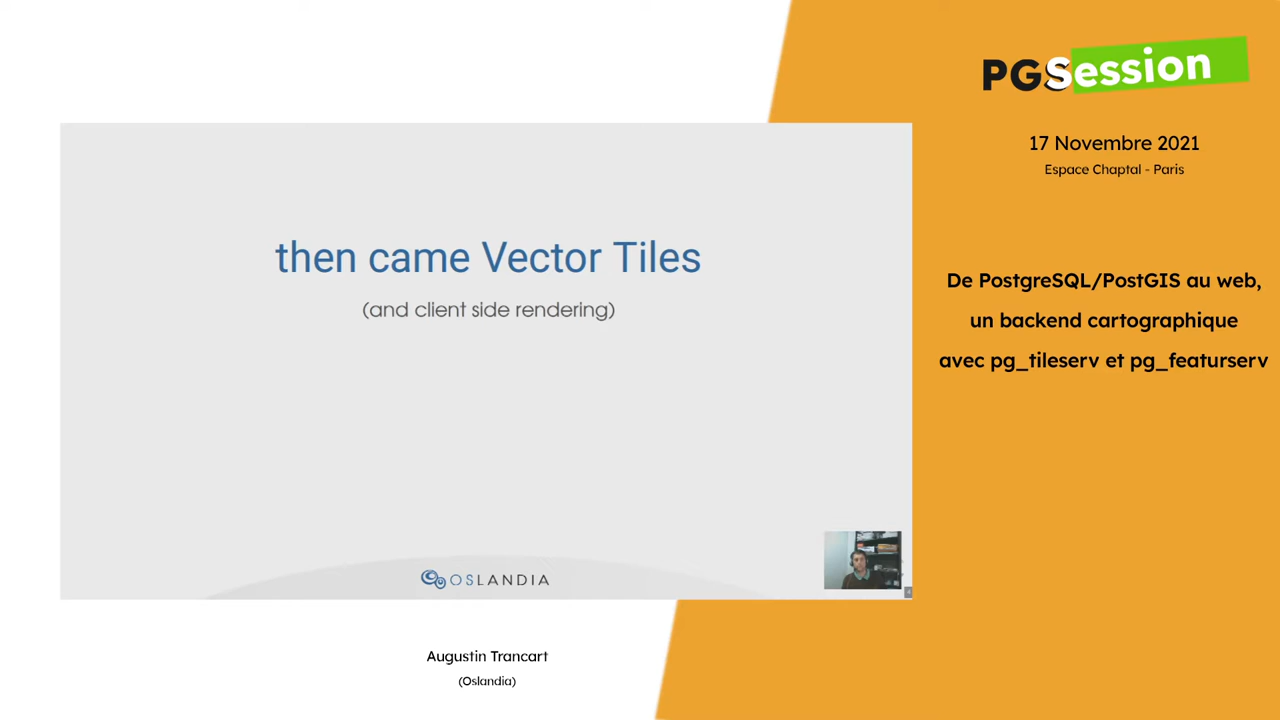 then came Vector Tiles
(and client side rendering)
OSLANDIA
Augustin Trancart
(Oslandia)
PGSession
17 Novembre 2021
Espace Chaptal - Paris
De PostgreSQL/PostGIS au web,
un backend cartographique
avec pg_tileserv et pg_featurserv